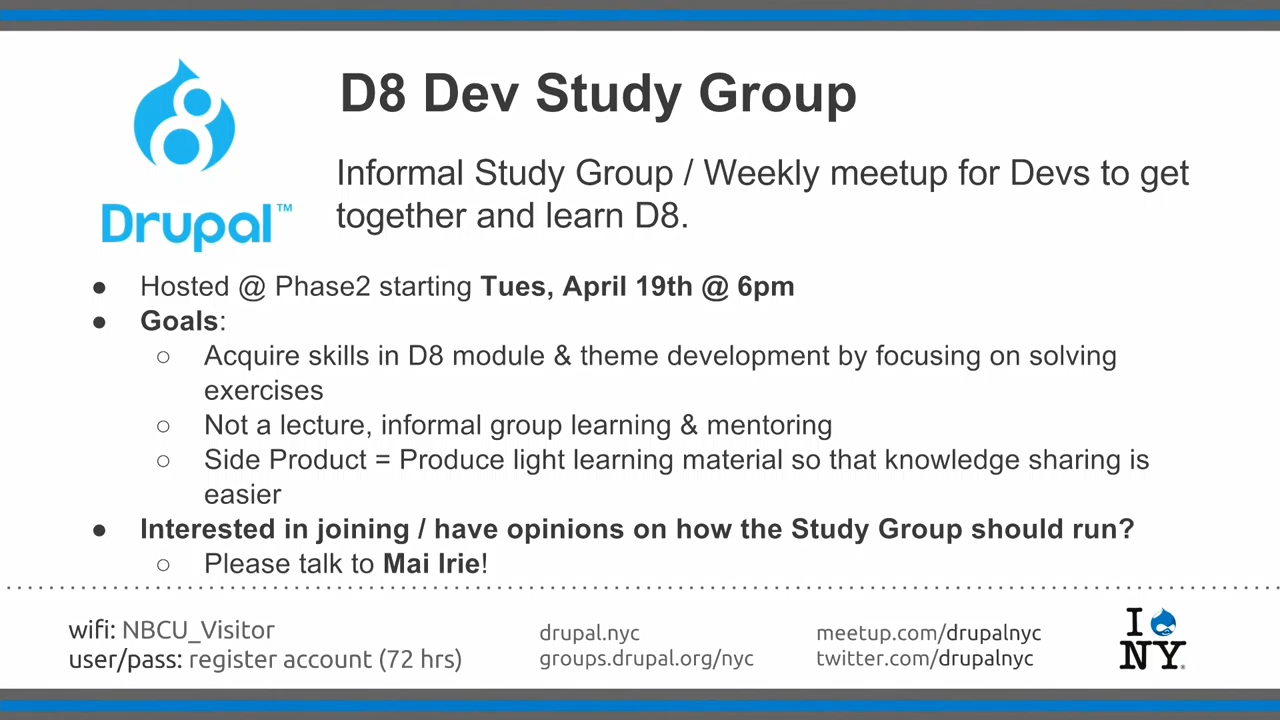 D8 Dev Study Group
Drupal™
Informal Study Group / Weekly meetup for Devs to get
together and learn D8.
● Hosted @ Phase2 starting Tues, April 19th @ 6pm
● Goals:
○ Acquire skills in D8 module & theme development by focusing on solving
exercises
○ Not a lecture, informal group learning & mentoring
○ Side Product = Produce light learning material so that knowledge sharing is
easier
● Interested in joining / have opinions on how the Study Group should run?
○ Please talk to Mai Irie!
wifi: NBCU_Visitor
user/pass: register account (72 hrs)
drupal.nyc
groups.drupal.org/nyc
meetup.com/drupalnyc
twitter.com/drupalnyc
I
NY®